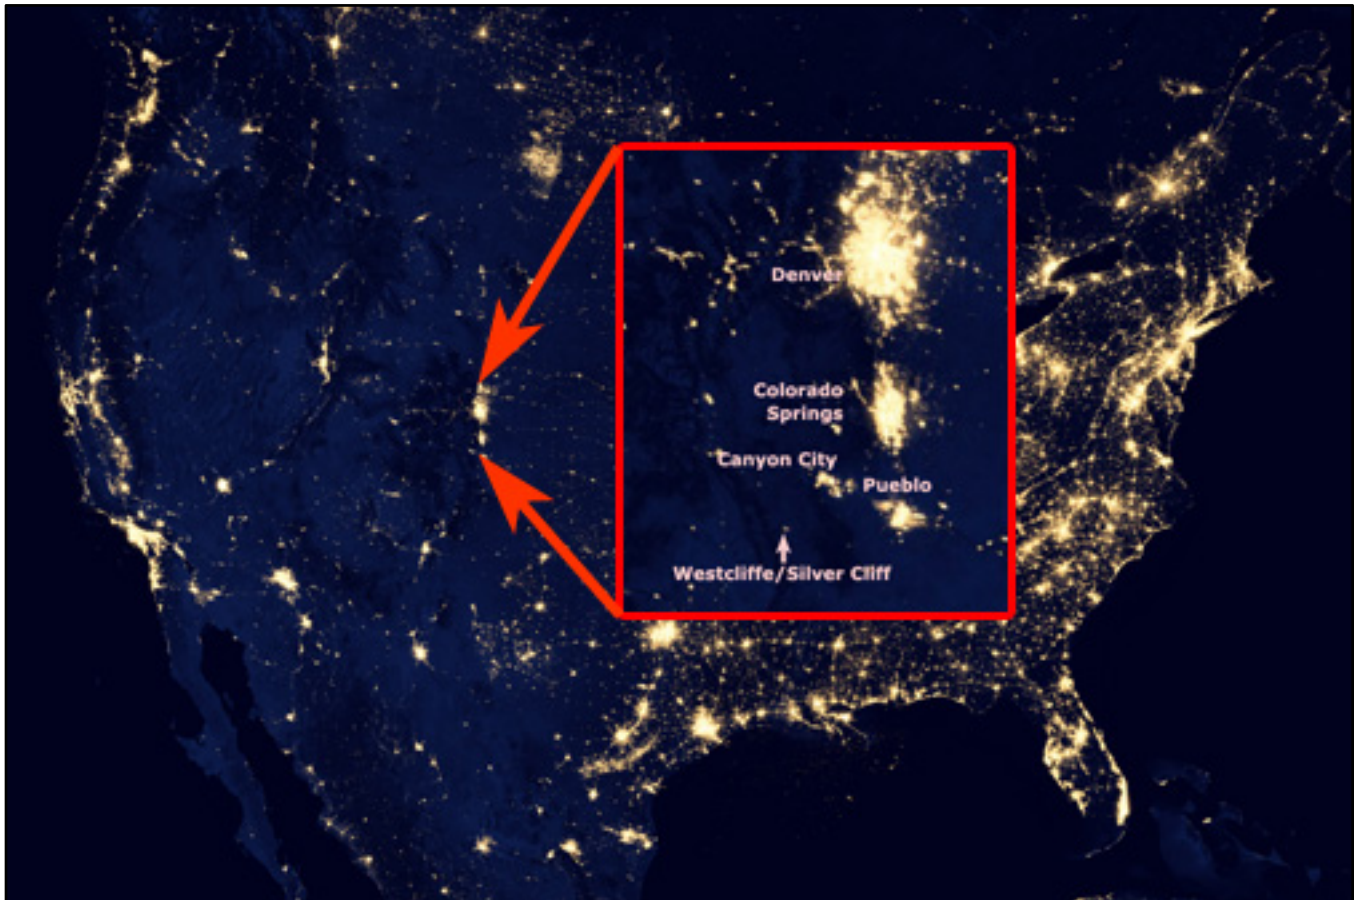 Denver
Colorado
Springs
Canyon City
Pueblo
Westcliffe/Silver Cliff